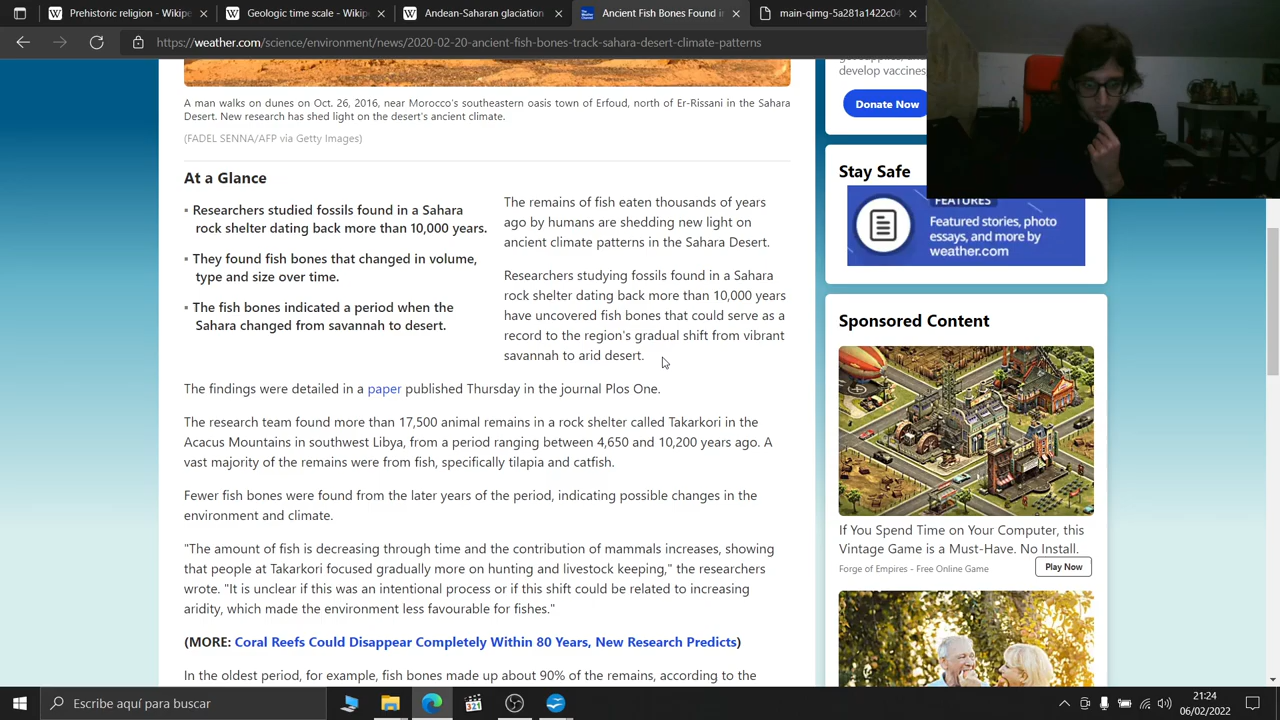 Prehistoric religion - Wikip
Geologic time scale - Wikip
Andean-Saharan glaciation
Ancient Fish Bones Found in
main-qimg-5a281a1422c04
https://weather.com/science/environment/news/2020-02-20-ancient-fish-bones-track-sahara-desert-climate-patterns
develop vaccines
Donate Now
A man walks on dunes on Oct. 26, 2016, near Morocco's southeastern oasis town of Erfoud, north of Er-Rissani in the Sahara
Desert. New research has shed light on the desert's ancient climate.
(FADEL SENNA/AFP via Getty Images)
At a Glance
Researchers studied fossils found in a Sahara
rock shelter dating back more than 10,000 years.
They found fish bones that changed in volume,
type and size over time.
The fish bones indicated a period when the
Sahara changed from savannah to desert.
The remains of fish eaten thousands of years
ago by humans are shedding new light on
ancient climate patterns in the Sahara Desert.
Researchers studying fossils found in a Sahara
rock shelter dating back more than 10,000 years
have uncovered fish bones that could serve as a
record to the region's gradual shift from vibrant
savannah to arid desert.
The findings were detailed in a paper published Thursday in the journal Plos One.
The research team found more than 17,500 animal remains in a rock shelter called Takarkori in the
Acacus Mountains in southwest Libya, from a period ranging between 4,650 and 10,200 years ago. A
vast majority of the remains were from fish, specifically tilapia and catfish.
Fewer fish bones were found from the later years of the period, indicating possible changes in the
environment and climate.
"The amount of fish is decreasing through time and the contribution of mammals increases, showing
that people at Takarkori focused gradually more on hunting and livestock keeping," the researchers
wrote. "It is unclear if this was an intentional process or if this shift could be related to increasing
aridity, which made the environment less favourable for fishes."
(MORE: Coral Reefs Could Disappear Completely Within 80 Years, New Research Predicts)
In the oldest period, for example, fish bones made up about 90% of the remains, according to the
Stay Safe
FEATURES
Featured stories, photo
essays, and more by
weather.com
Sponsored Content
If You Spend Time on Your Computer, this
Vintage Game is a Must-Have. No Install.
Forge of Empires - Free Online Game
Play Now
Escribe aquí para buscar
321
21:24
06/02/2022